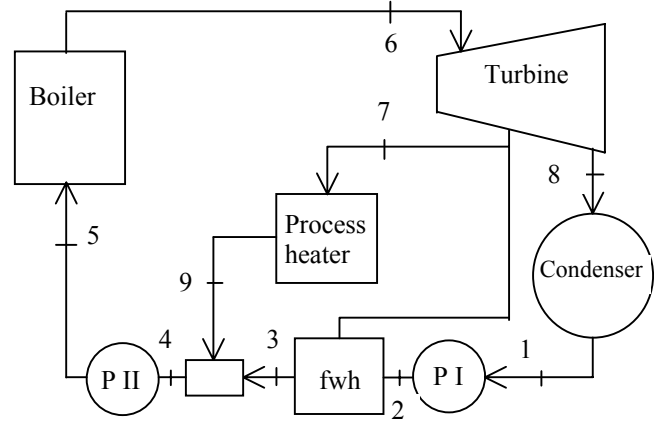 6
Turbine
Boiler
7
8
Process
heater
Condenser
5
9
4
3
1
P II
fwh
P I
2